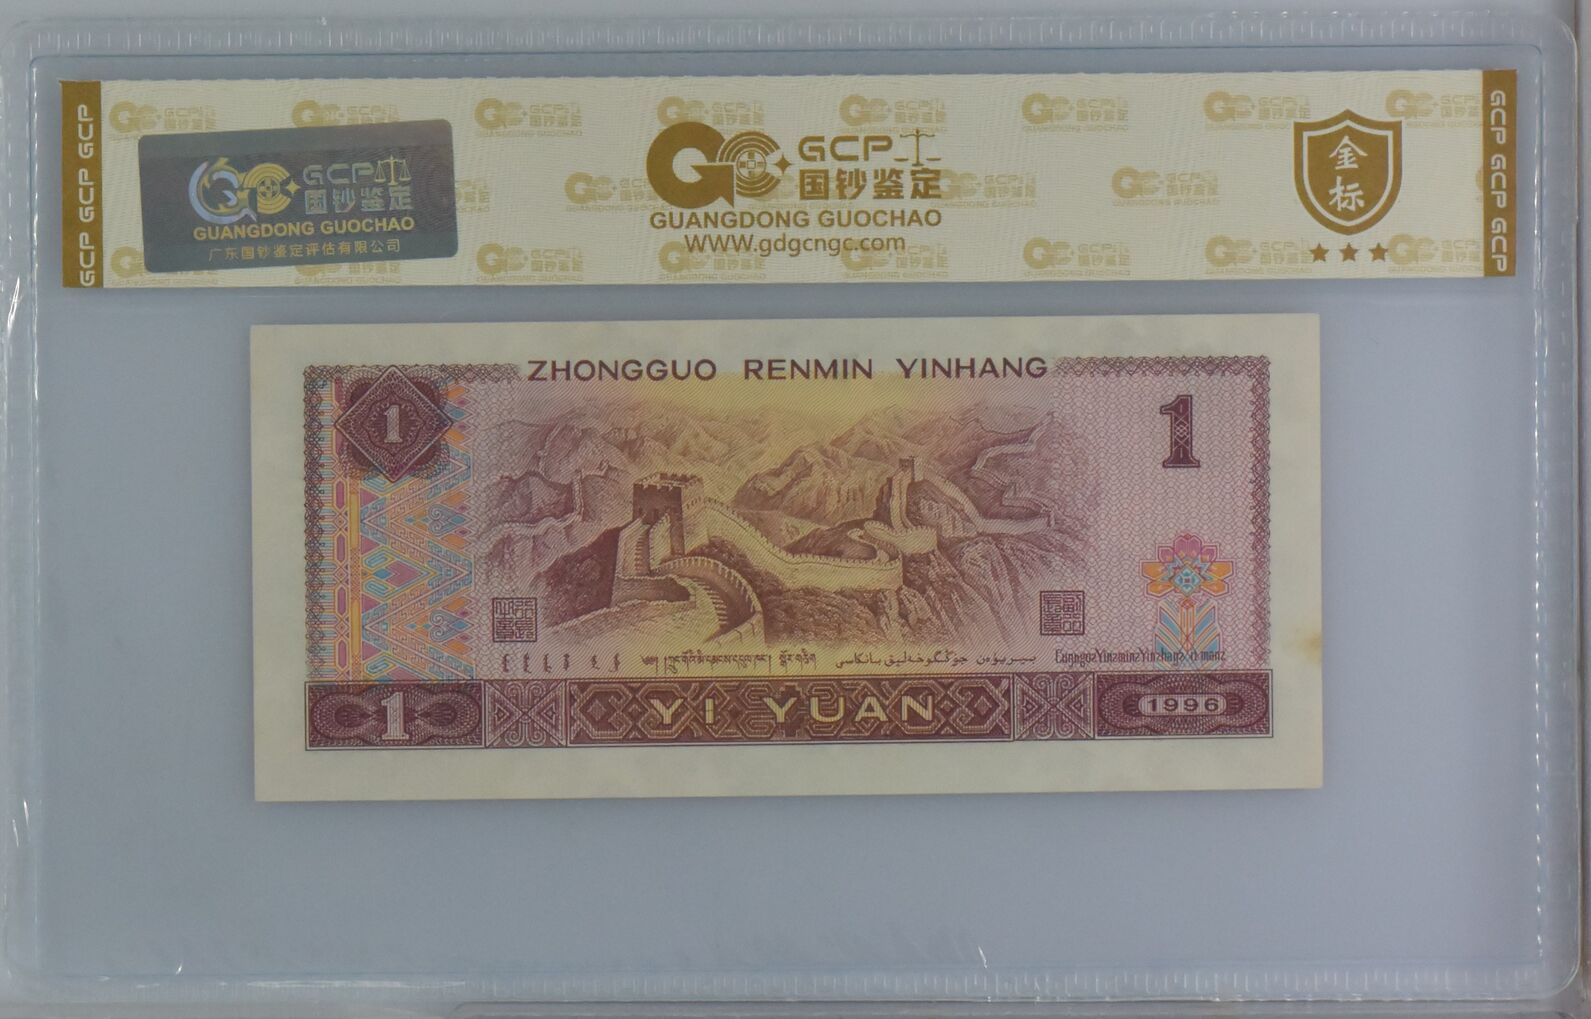 GCP GCP GCP
GCP
国钞鉴定
GUANGDONG GUOCHAO
广东国钞鉴定评估有限公司
GCP
国钞鉴定
GUANGDONG GUOCHAO
WWW.gdgcngc.com
金标
GCP GCP GCP
ZHONGGUO RENMIN YINHANG
1
1
1
YI YUAN
1996